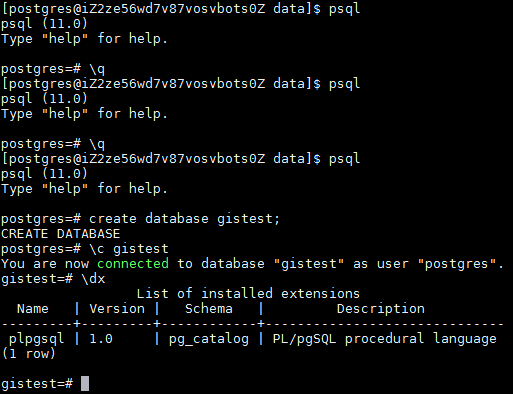 [postgres@iZ2ze56wd7v87vosvbots0Z data]$ psql
psql (11.0)
Type "help" for help.
postgres=# \q
[postgres@iZ2ze56wd7v87vosvbots0Z data]$ psql
psql (11.0)
Type "help" for help.
postgres=# \q
[postgres@iZ2ze56wd7v87vosvbots0Z data]$ psql
psql (11.0)
Type "help" for help.
postgres=# create database gistest;
CREATE DATABASE
postgres=# \c gistest
You are now connected to database "gistest" as user "postgres".
gistest=# \dx
List of installed extensions
Name | Version | Schema | Description
---------+---------+------------+------------------------------
plpgsql | 1.0 | pg_catalog | PL/pgSQL procedural language
(1 row)
gistest=#